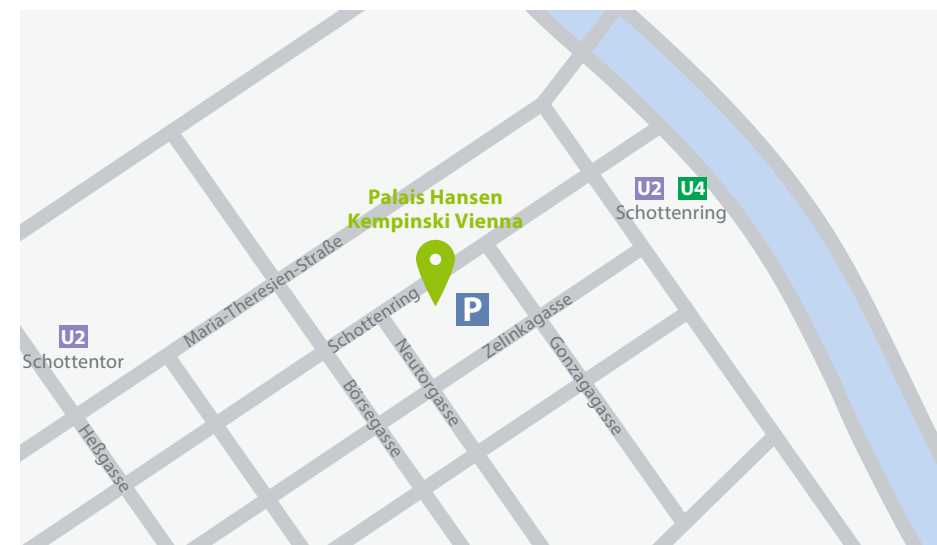 U2 U4
Schottenring
Palais Hansen
Kempinski Vienna
Maria-Theresien-Straße
Schottenring
P
Zelinkagasse
U2
Schottentor
Neutorgasse
Gonzagagasse
Börsegasse
Heßgasse